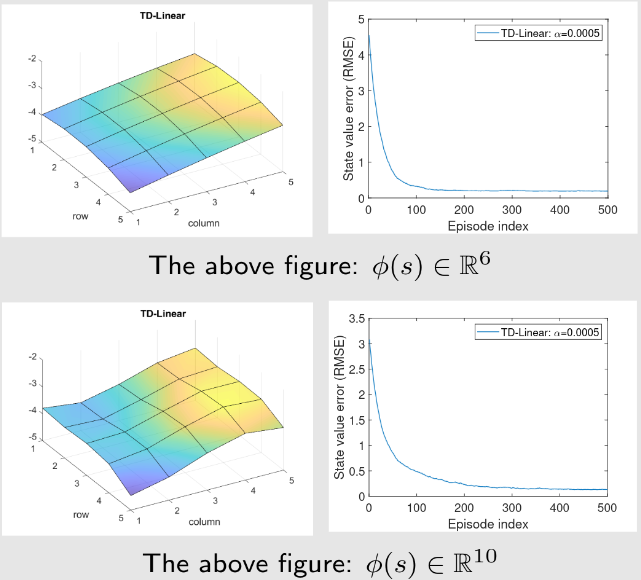 TD-Linear
-2
-3
-4
-5
1
2
3
4
5
row
1
2
3
4
5
column
5
4
3
2
1
0
0 100 200 300 400 500
State value error (RMSE)
Episode index
TD-Linear: α=0.0005
The above figure: ϕ(s) ∈ ℝ⁶
TD-Linear
-2
-3
-4
-5
1
2
3
4
5
row
1
2
3
4
5
column
3.5
3
2.5
2
1.5
1
0.5
0
0 100 200 300 400 500
State value error (RMSE)
Episode index
TD-Linear: α=0.0005
The above figure: ϕ(s) ∈ ℝ¹⁰